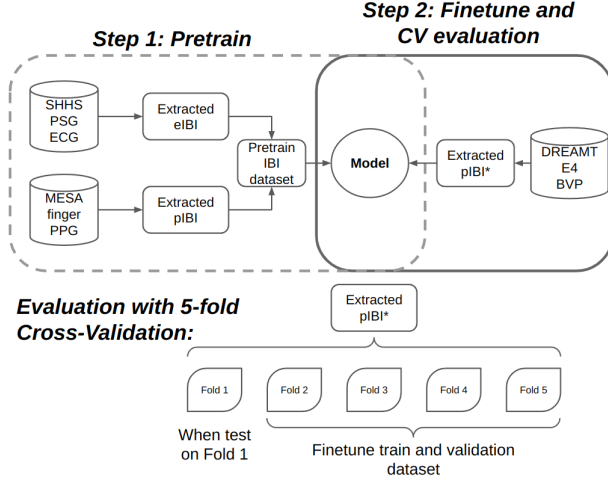 Step 1: Pretrain
Step 2: Finetune and
CV evaluation
SHHS
PSG
ECG
Extracted
eIBI
Pretrain
IBI
dataset
MESA
finger
PPG
Extracted
pIBI
Model
Extracted
pIBI*
DREAMT
E4
BVP
Evaluation with 5-fold
Cross-Validation:
Extracted
pIBI*
Fold 1
Fold 2
Fold 3
Fold 4
Fold 5
When test
on Fold 1
Finetune train and validation
dataset